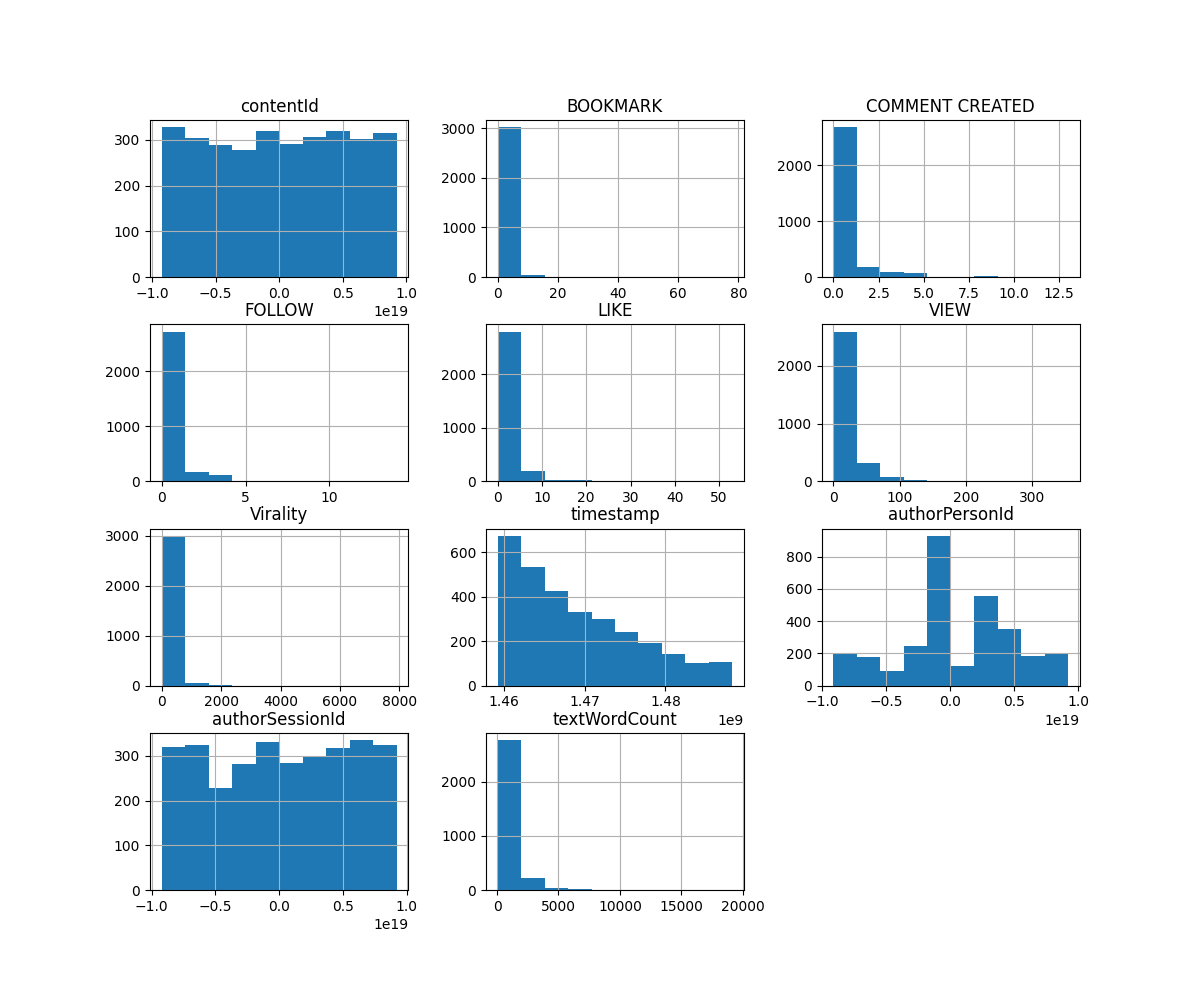 contentId BOOKMARK COMMENT CREATED
300 3000 2000
200 2000
100 1000 1000
0 0 0
−1.0 −0.5 0.0 0.5 1.0 0 20 40 60 80 0.0 2.5 5.0 7.5 10.0 12.5
1e19
FOLLOW LIKE VIEW
2000 2000 2000
1000 1000 1000
0 0 0
0 5 10 0 10 20 30 40 50 0 100 200 300
Virality timestamp authorPersonId
3000 600 800
2000 400 600
1000 200 400
200
0 0 0
0 2000 4000 6000 8000 1.46 1.47 1.48 −1.0 −0.5 0.0 0.5 1.0
1e9 1e19
authorSessionId textWordCount
300 2000
200
100 1000
0 0
−1.0 −0.5 0.0 0.5 1.0 0 5000 10000 15000 20000
1e19